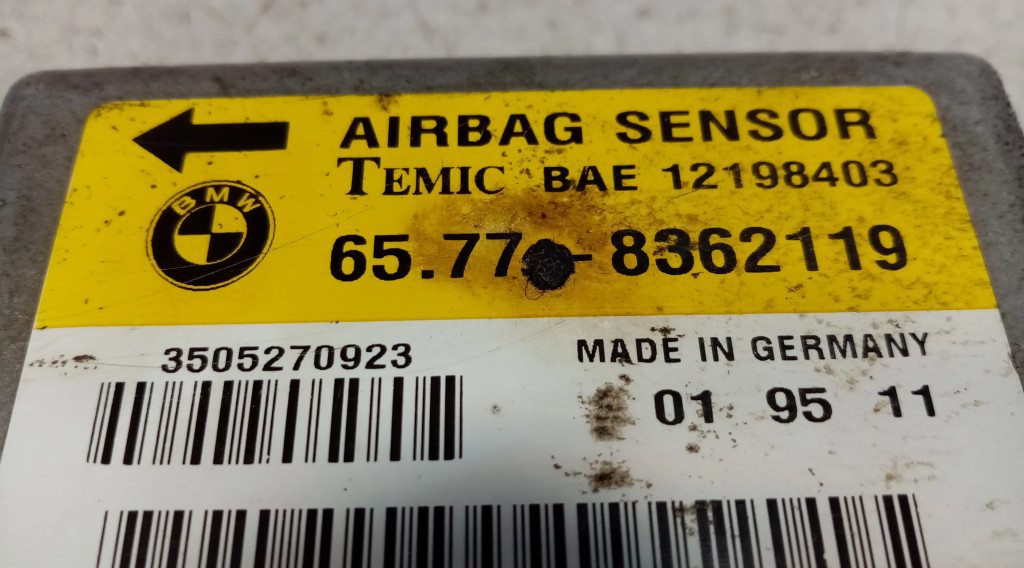 AIRBAG SENSOR
TEMIC BAE 12198403
BMW
65.77 - 8362119
3505270923
MADE IN GERMANY
01 95 11